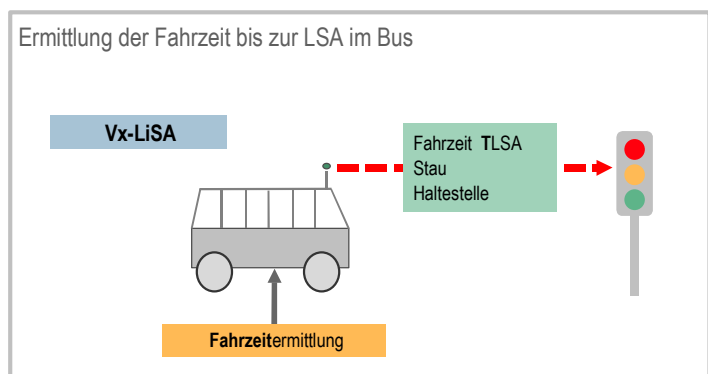 Ermittlung der Fahrzeit bis zur LSA im Bus
Vx-LiSA
Fahrzeit TLSA
Stau
Haltestelle
Fahrzeitermittlung